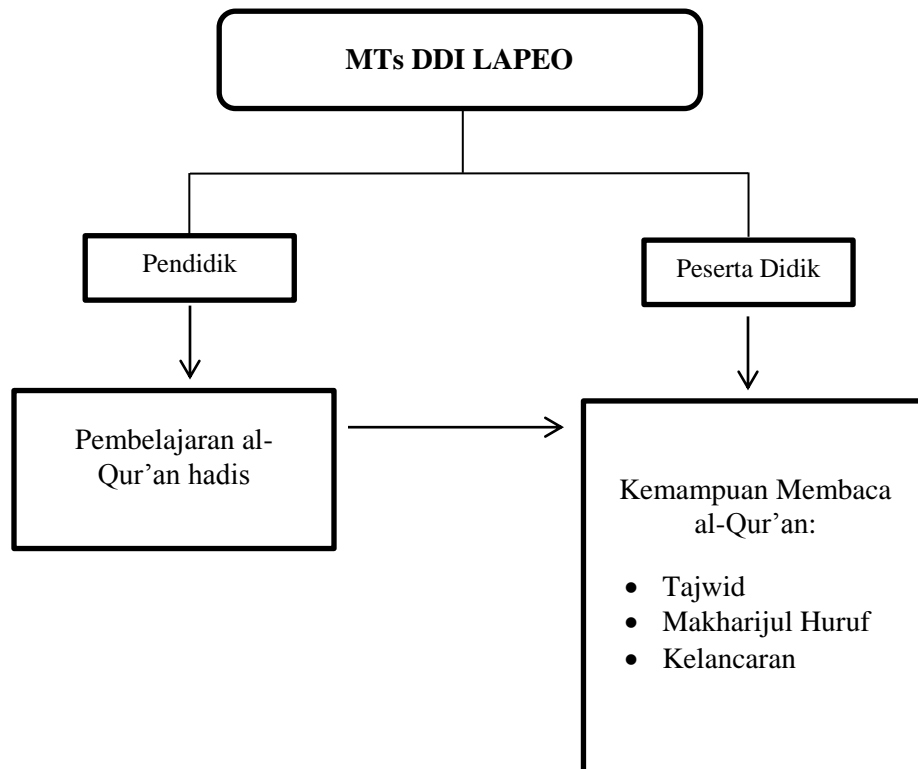 MTs DDI LAPEO
Pendidik
Peserta Didik
Pembelajaran al-
Qur’an hadis
Kemampuan Membaca
al-Qur’an:
• Tajwid
• Makharijul Huruf
• Kelancaran